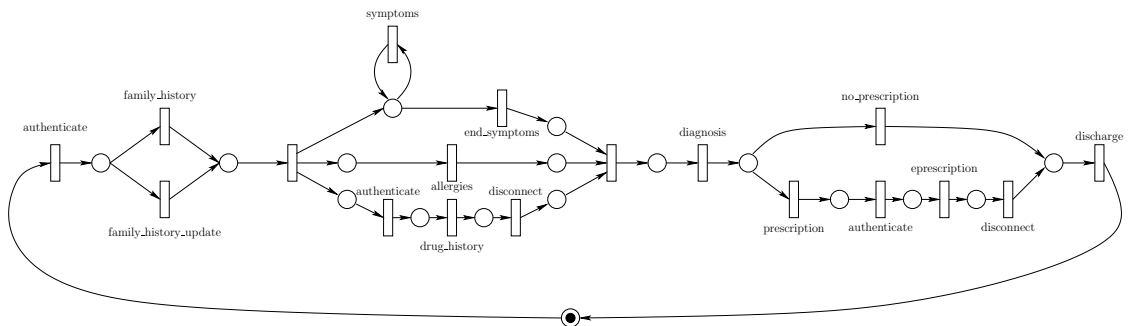 symptoms
family_history
no_prescription
authenticate
end_symptoms
diagnosis
discharge
allergies
authenticate
disconnect
eprescription
family_history_update
drug_history
prescription
authenticate
disconnect